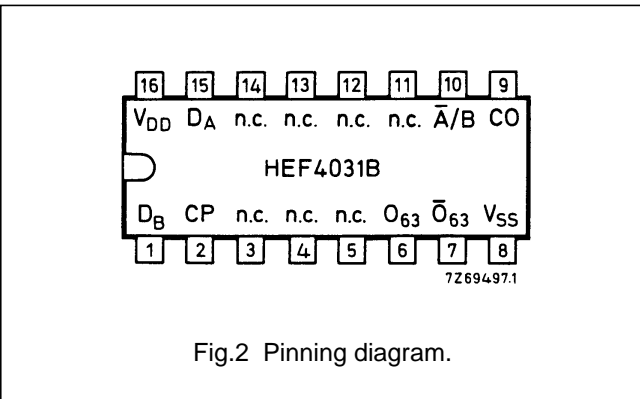 16 15 14 13 12 11 10 9
VDD DA n.c. n.c. n.c. n.c. A̅/B CO
HEF4031B
DB CP n.c. n.c. n.c. O63 O̅63 VSS
1 2 3 4 5 6 7 8
7Z69497.1
Fig.2 Pinning diagram.